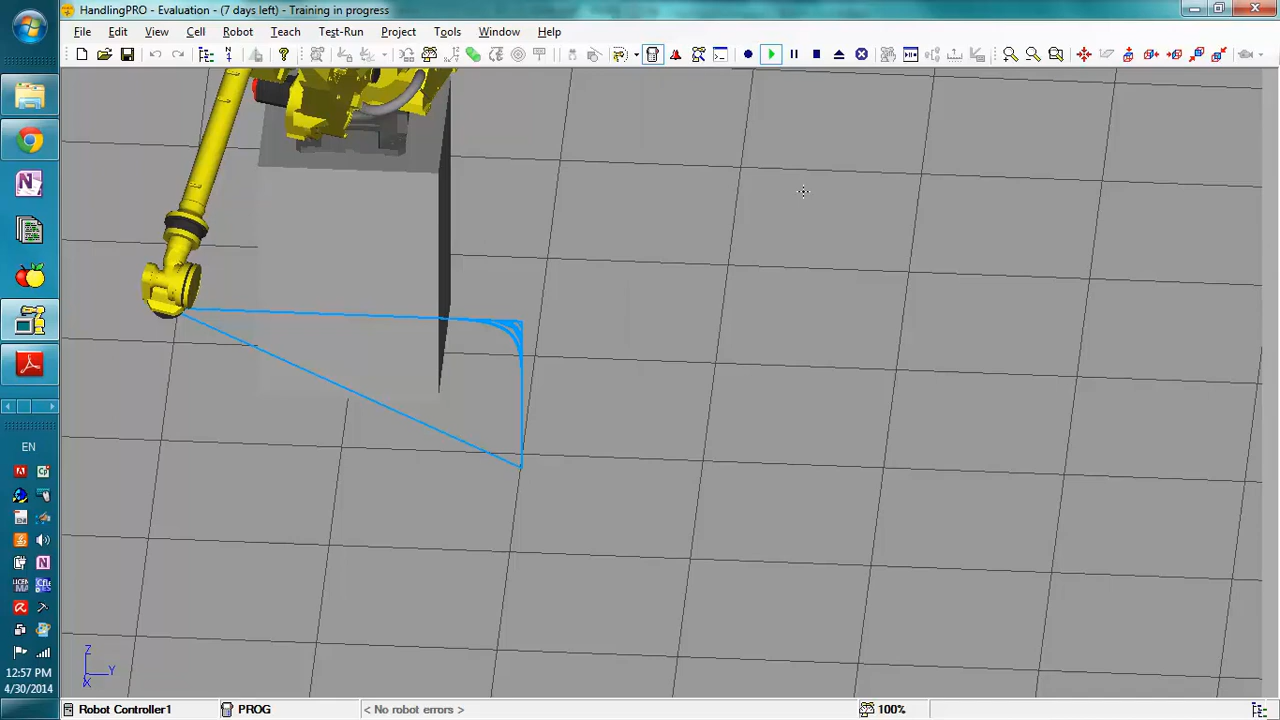 HandlingPRO - Evaluation - (7 days left) - Training in progress
File Edit View Cell Robot Teach Test-Run Project Tools Window Help
EN
12:57 PM
4/30/2014
Z
Y
X
Robot Controller1 PROG < No robot errors > 100%